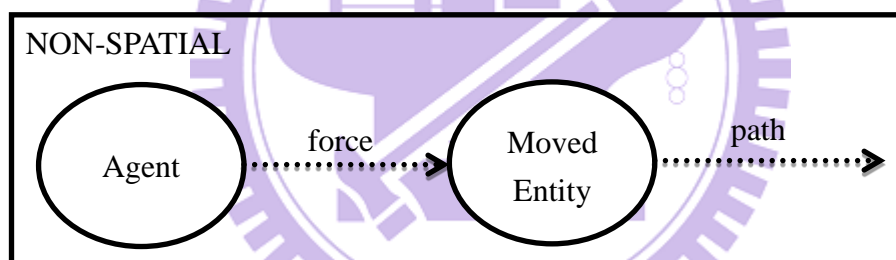 NON-SPATIAL
Agent
force
Moved
Entity
path